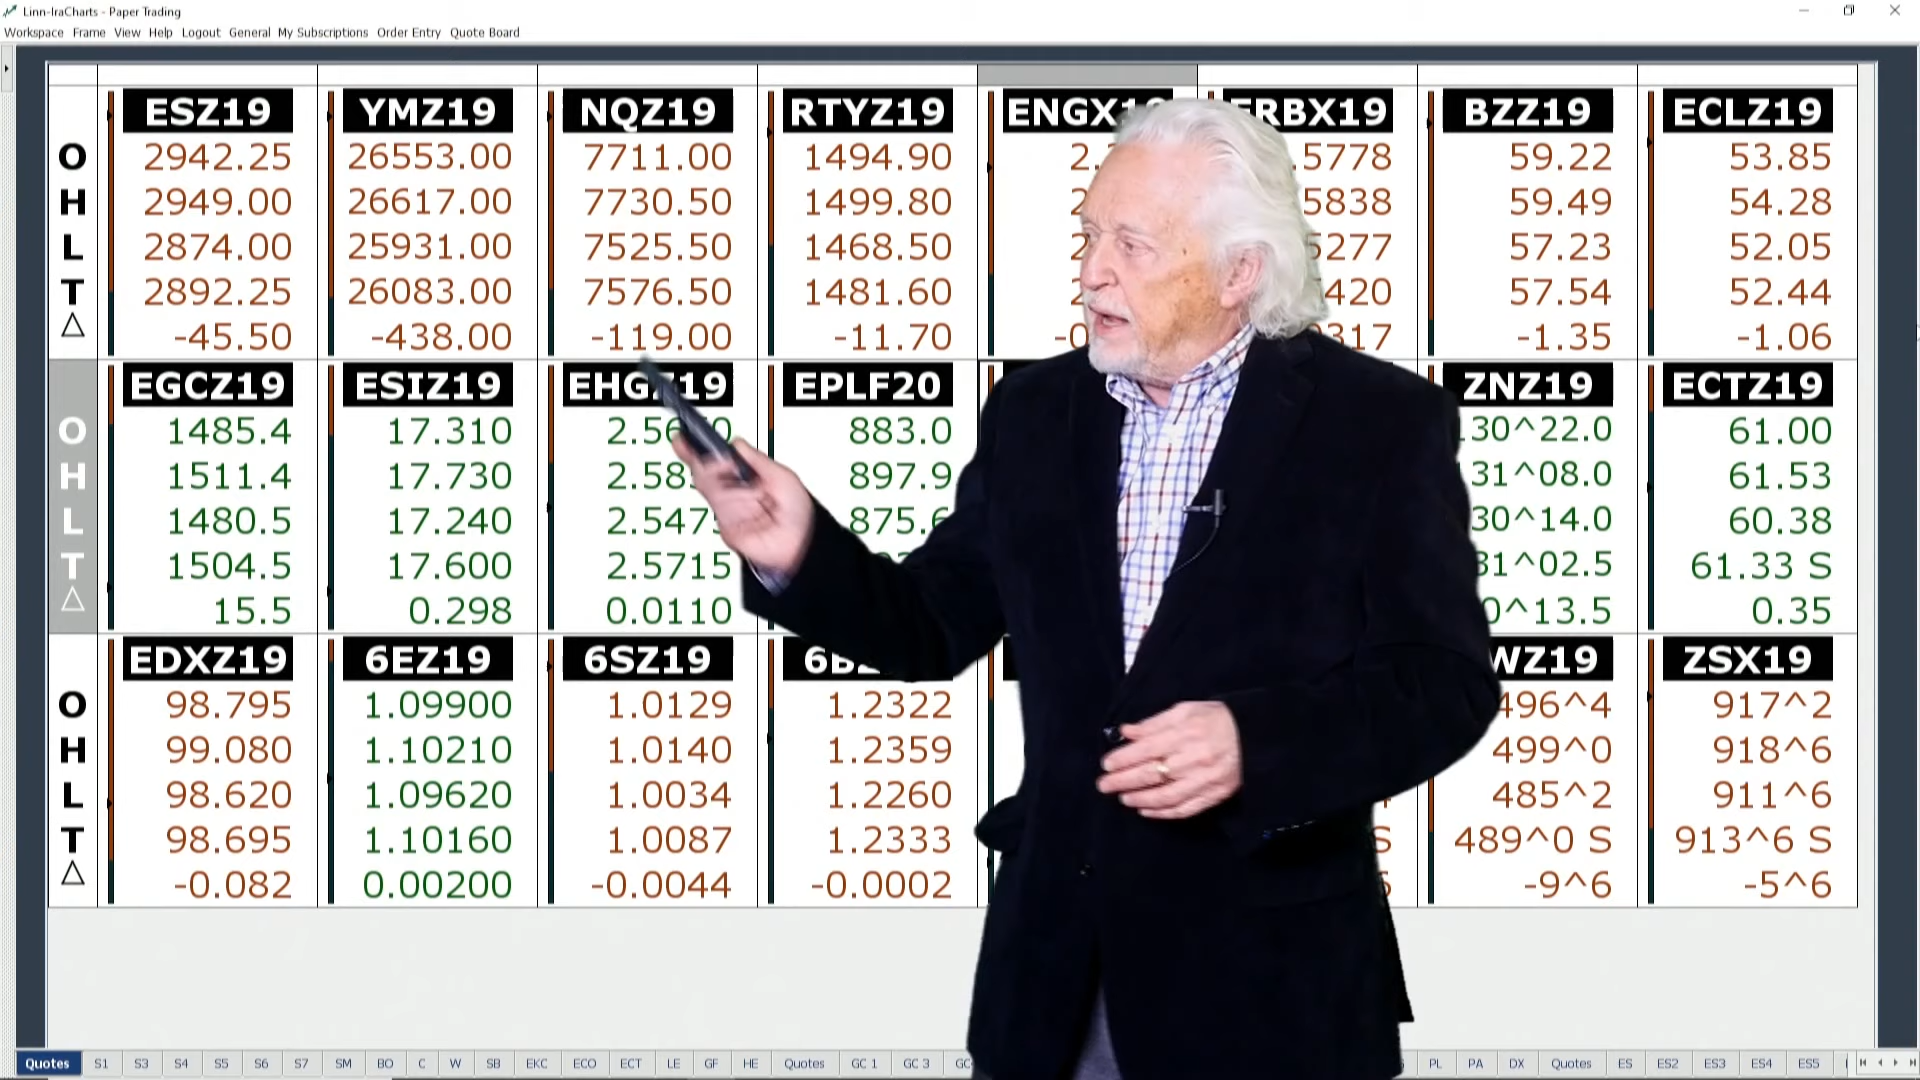 Linn-IraCharts - Paper Trading
Workspace Frame View Help Logout General My Subscriptions Order Entry Quote Board
ESZ19 YMZ19 NQZ19 RTYZ19 BZZ19 ECLZ19
O 2942.25 26553.00 7711.00 1494.90 59.22 53.85
H 2949.00 26617.00 7730.50 1499.80 59.49 54.28
L 2874.00 25931.00 7525.50 1468.50 57.23 52.05
T 2892.25 26083.00 7576.50 1481.60 57.54 52.44
△ -45.50 -438.00 -119.00 -11.70 -1.35 -1.06
EGCZ19 ESIZ19 EHGZ19 EPLF20 ZNZ19 ECTZ19
O 1485.4 17.310 883.0 61.00
H 1511.4 17.730 897.9 61.53
L 1480.5 17.240 60.38
T 1504.5 17.600 2.5715 61.33 S
△ 15.5 0.298 0.0110 0.35
EDXZ19 6EZ19 6SZ19 ZSX19
O 98.795 1.09900 1.0129 1.2322 496^4 917^2
H 99.080 1.10210 1.0140 1.2359 499^0 918^6
L 98.620 1.09620 1.0034 1.2260 485^2 911^6
T 98.695 1.10160 1.0087 1.2333 489^0 S 913^6 S
△ -0.082 0.00200 -0.0044 -0.0002 -9^6 -5^6
Quotes S1 S3 S4 S5 S6 S7 SM BO C W SB EKC ECO ECT LE GF HE Quotes GC 1 GC 3 PL PA DX Quotes ES ES2 ES3 ES4 ES5